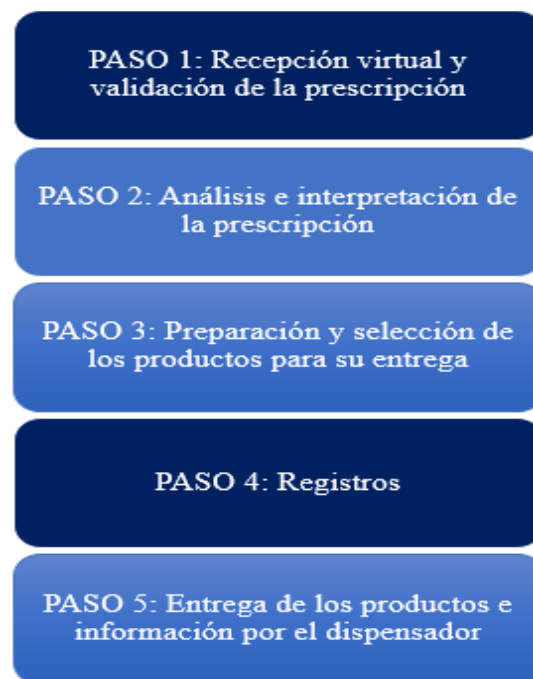 PASO 1: Recepción virtual y
validación de la prescripción
PASO 2: Análisis e interpretación de
la prescripción
PASO 3: Preparación y selección de
los productos para su entrega
PASO 4: Registros
PASO 5: Entrega de los productos e
información por el dispensador